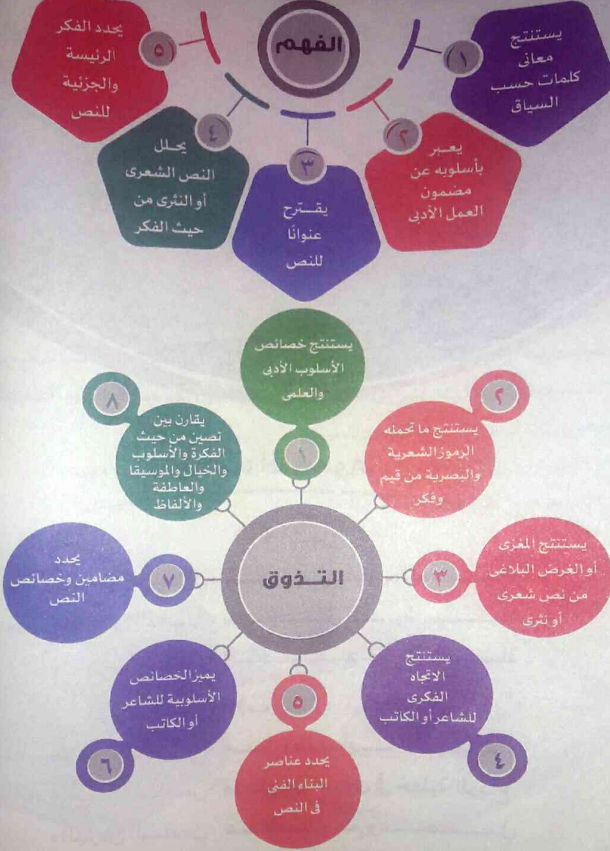 الفهم
١
يستنتج
معانى
كلمات حسب
السياق
٢
يعبر
بأسلوبه عن
مضمون
العمل الأدبى
٣
يقترح
عنوانًا
للنص
٤
يحلل
النص الشعرى
أو النثرى من
حيث الفكر
٥
يحدد الفكر
الرئيسة
والجزئية
للنص
التذوق
١
يستنتج خصائص
الأسلوب الأدبى
والعلمى
٢
يستنتج ما تحمله
الرموز الشعرية
والبصرية من قيم
وفكر
٣
يستنتج المغزى
أو الغرض البلاغى
من نص شعرى
أو نثرى
٤
يستنتج
الاتجاه
الفكرى
للشاعر أو الكاتب
٥
يحدد عناصر
البناء الفنى
فى النص
٦
يميز الخصائص
الأسلوبية للشاعر
أو الكاتب
٧
يحدد
مضامين وخصائص
النص
٨
يقارن بين
نصين من حيث
الفكرة والأسلوب
والخيال والموسيقا
والعاطفة
والألفاظ